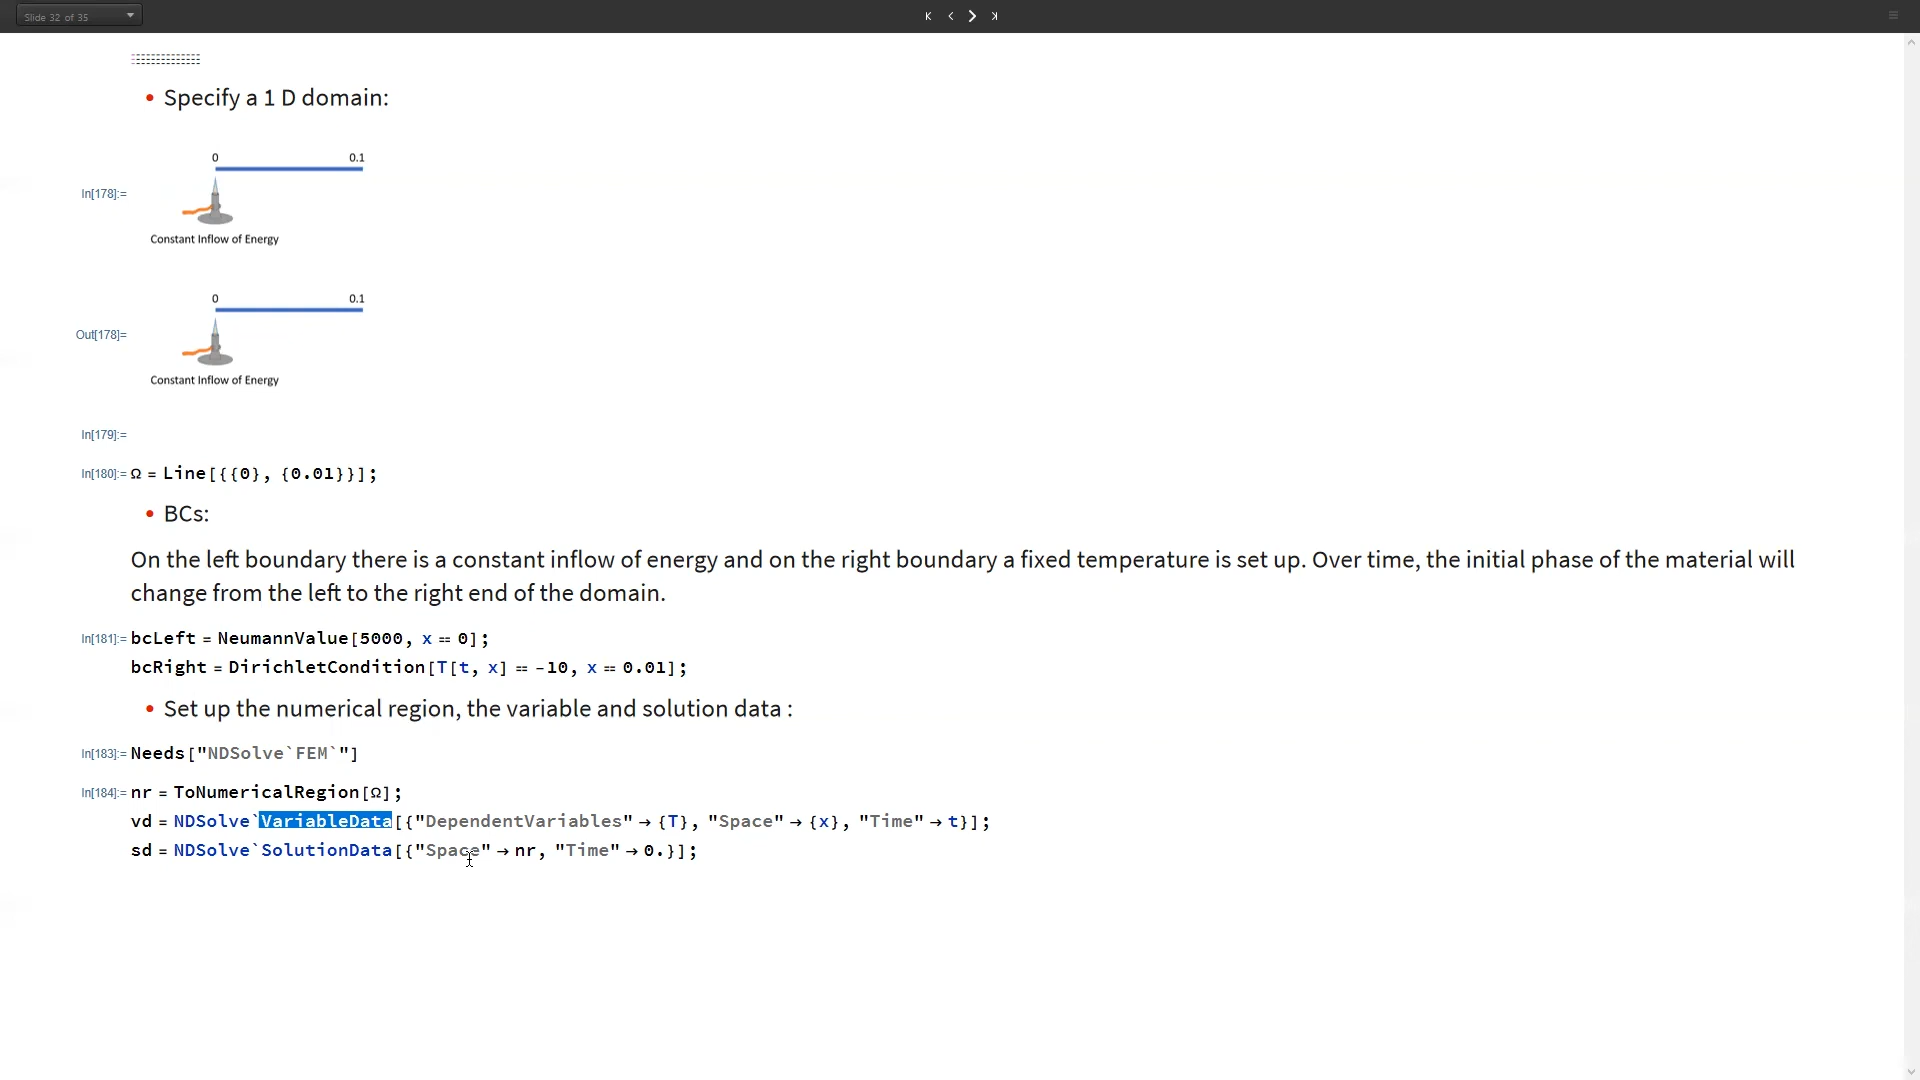 Slide 32 of 35
• Specify a 1 D domain:
0 0.1
In[178]:=
Constant Inflow of Energy
0 0.1
Out[178]=
Constant Inflow of Energy
In[179]:=
In[180]:= Ω = Line[{{0}, {0.01}}];
• BCs:
On the left boundary there is a constant inflow of energy and on the right boundary a fixed temperature is set up. Over time, the initial phase of the material will
change from the left to the right end of the domain.
In[181]:= bcLeft = NeumannValue[5000, x == 0];
bcRight = DirichletCondition[T[t, x] == -10, x == 0.01];
• Set up the numerical region, the variable and solution data :
In[183]:= Needs["NDSolve`FEM`"]
In[184]:= nr = ToNumericalRegion[Ω];
vd = NDSolve`VariableData[{"DependentVariables" → {T}, "Space" → {x}, "Time" → t}];
sd = NDSolve`SolutionData[{"Space" → nr, "Time" → 0.}];